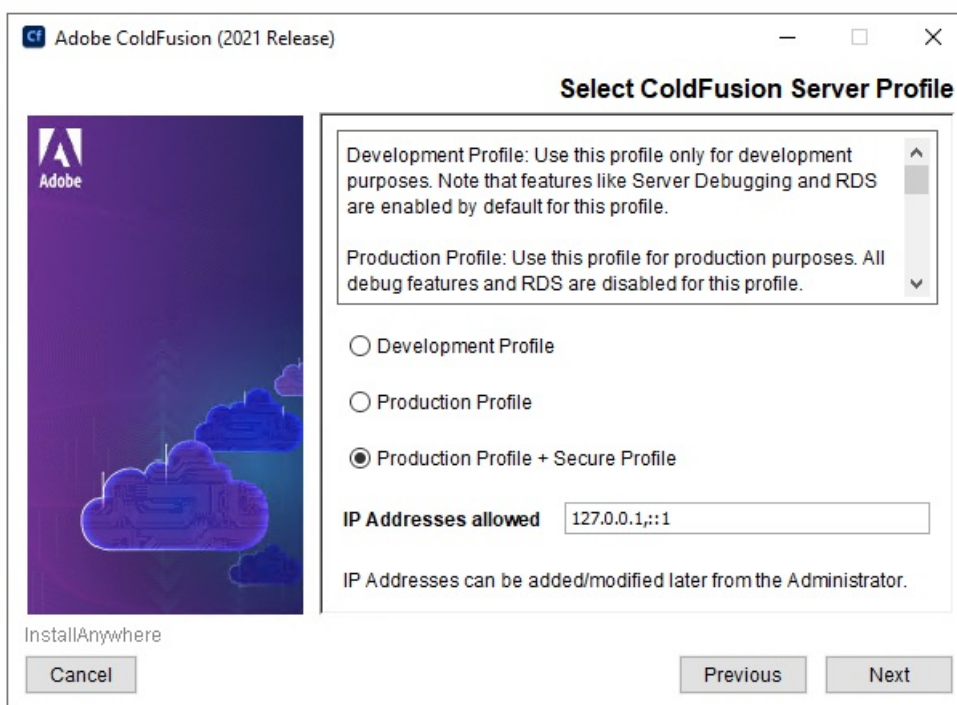 Cf Adobe ColdFusion (2021 Release)
Select ColdFusion Server Profile
Adobe
Development Profile: Use this profile only for development
purposes. Note that features like Server Debugging and RDS
are enabled by default for this profile.
Production Profile: Use this profile for production purposes. All
debug features and RDS are disabled for this profile.
Development Profile
Production Profile
Production Profile + Secure Profile
IP Addresses allowed 127.0.0.1,::1
IP Addresses can be added/modified later from the Administrator.
InstallAnywhere
Cancel Previous Next